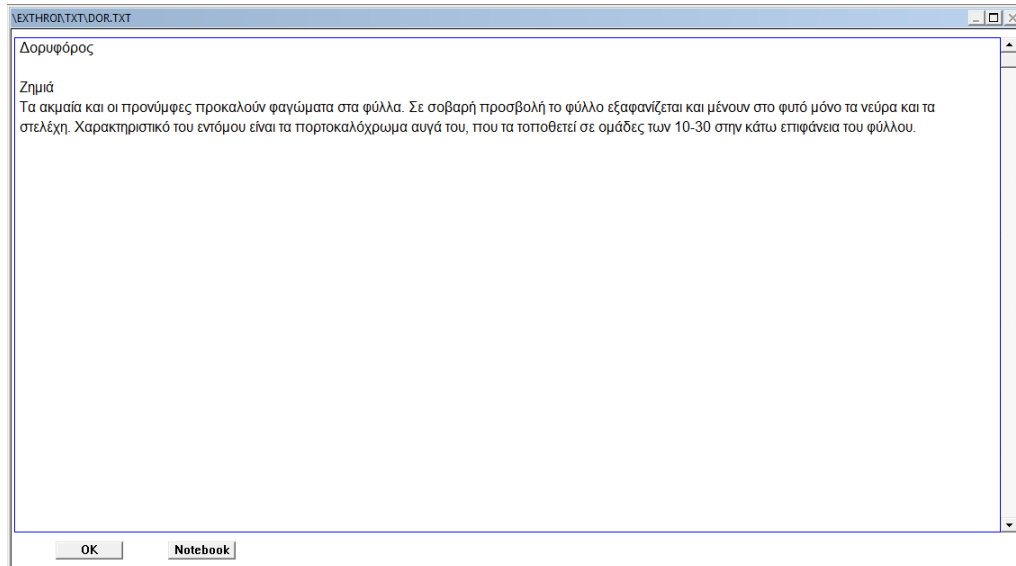 \EXTHROI\TXT\DOR.TXT
Δορυφόρος
Ζημιά
Τα ακμαία και οι προνύμφες προκαλούν φαγώματα στα φύλλα. Σε σοβαρή προσβολή το φύλλο εξαφανίζεται και μένουν στο φυτό μόνο τα νεύρα και τα
στελέχη. Χαρακτηριστικό του εντόμου είναι τα πορτοκαλόχρωμα αυγά του, που τα τοποθετεί σε ομάδες των 10-30 στην κάτω επιφάνεια του φύλλου.
OK Notebook